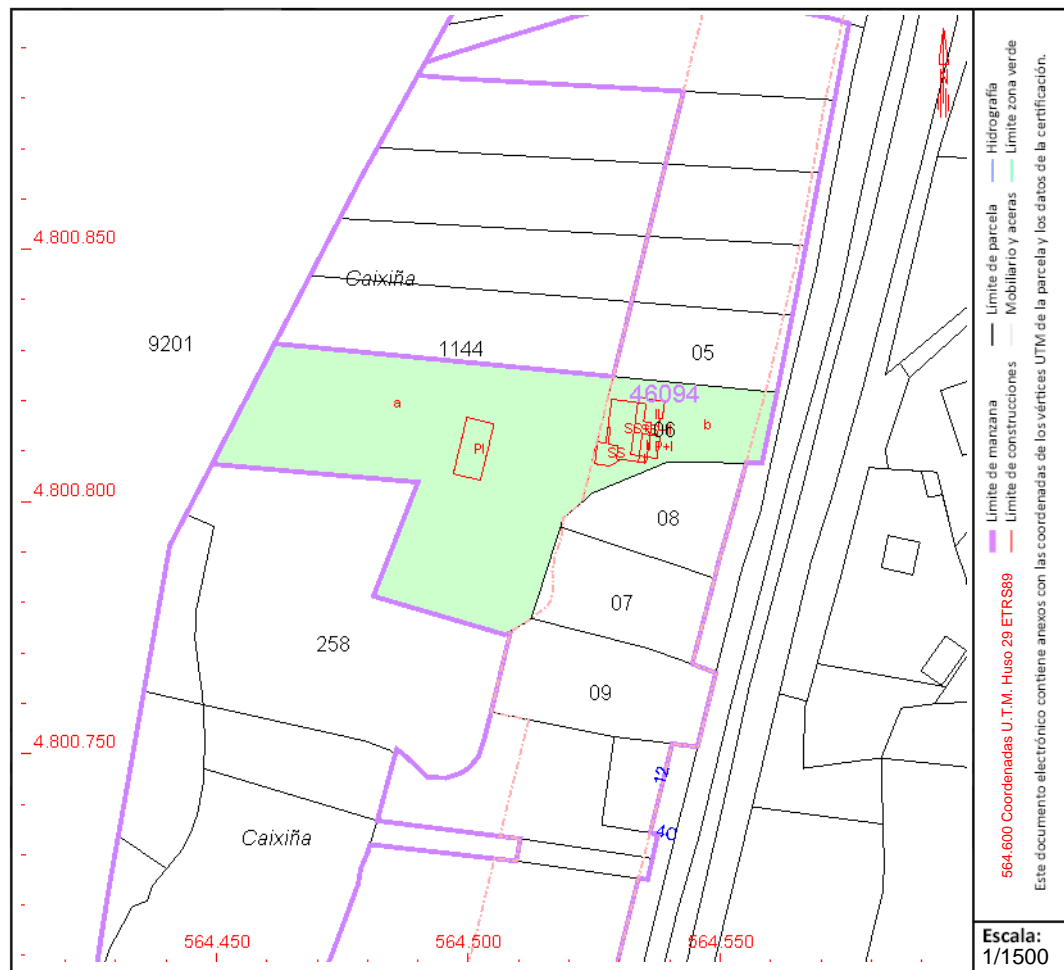 4.800.850
Caixiña
9201
1144
05
46094
a
b
PI
06
SS
P+I
4.800.800
08
07
258
09
4.800.750
12
40
Caixiña
564.450
564.500
564.550
Límite de manzana
Límite de parcela
Hidrografía
Límite de construcciones
Mobiliario y aceras
Límite zona verde
564.600 Coordenadas U.T.M. Huso 29 ETRS89
Este documento electrónico contiene anexos con las coordenadas de los vértices UTM de la parcela y los datos de la certificación.
Escala:
1/1500